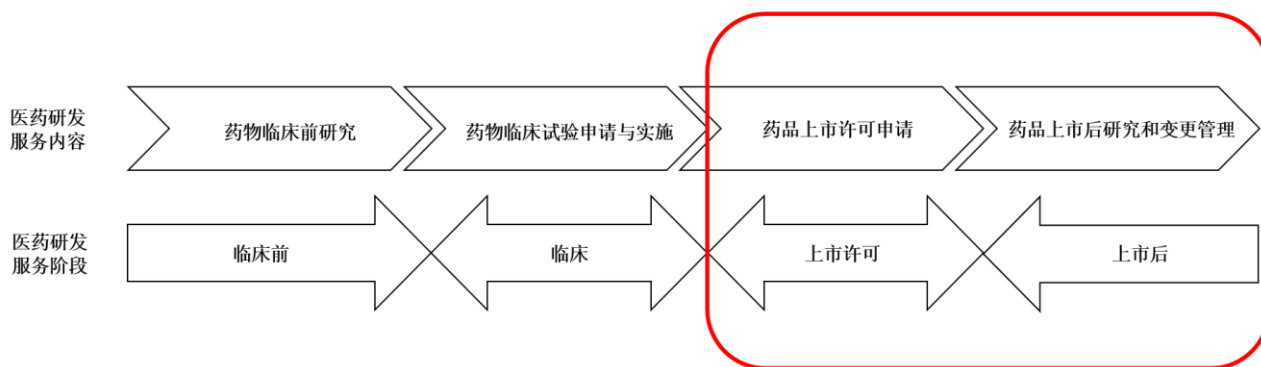 医药研发
服务内容
药物临床前研究
药物临床试验申请与实施
药品上市许可申请
药品上市后研究和变更管理
医药研发
服务阶段
临床前
临床
上市许可
上市后